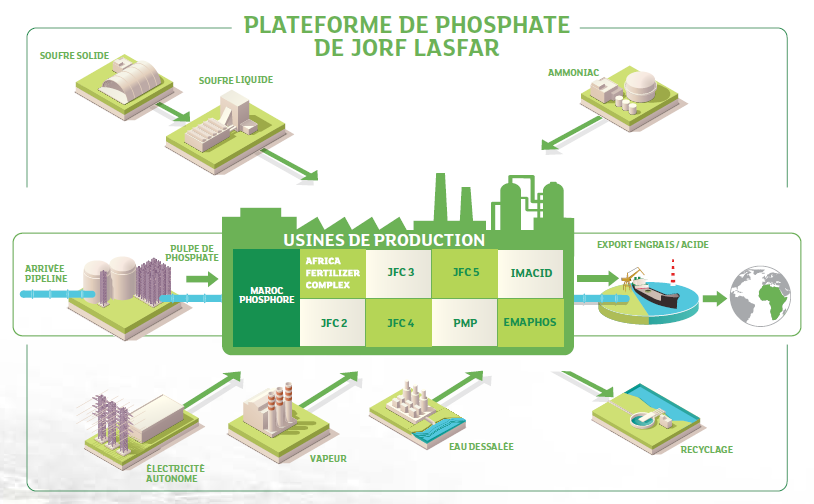 PLATEFORME DE PHOSPHATE
DE JORF LASFAR
SOUFRE SOLIDE
SOUFRE LIQUIDE
AMMONIAC
ARRIVÉE
PIPELINE
PULPE DE
PHOSPHATE
USINES DE PRODUCTION
MAROC
PHOSPHORE
AFRICA
FERTILIZER
COMPLEX
JFC 3
JFC 5
IMACID
JFC 2
JFC 4
PMP
EMAPHOS
EXPORT ENGRAIS / ACIDE
ÉLECTRICITÉ
AUTONOME
VAPEUR
EAU DESSALÉE
RECYCLAGE